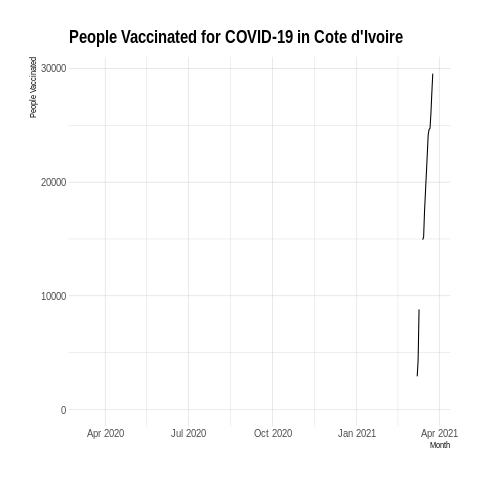 People Vaccinated for COVID-19 in Cote d'Ivoire
People Vaccinated
30000
20000
10000
0
Apr 2020
Jul 2020
Oct 2020
Jan 2021
Apr 2021
Month